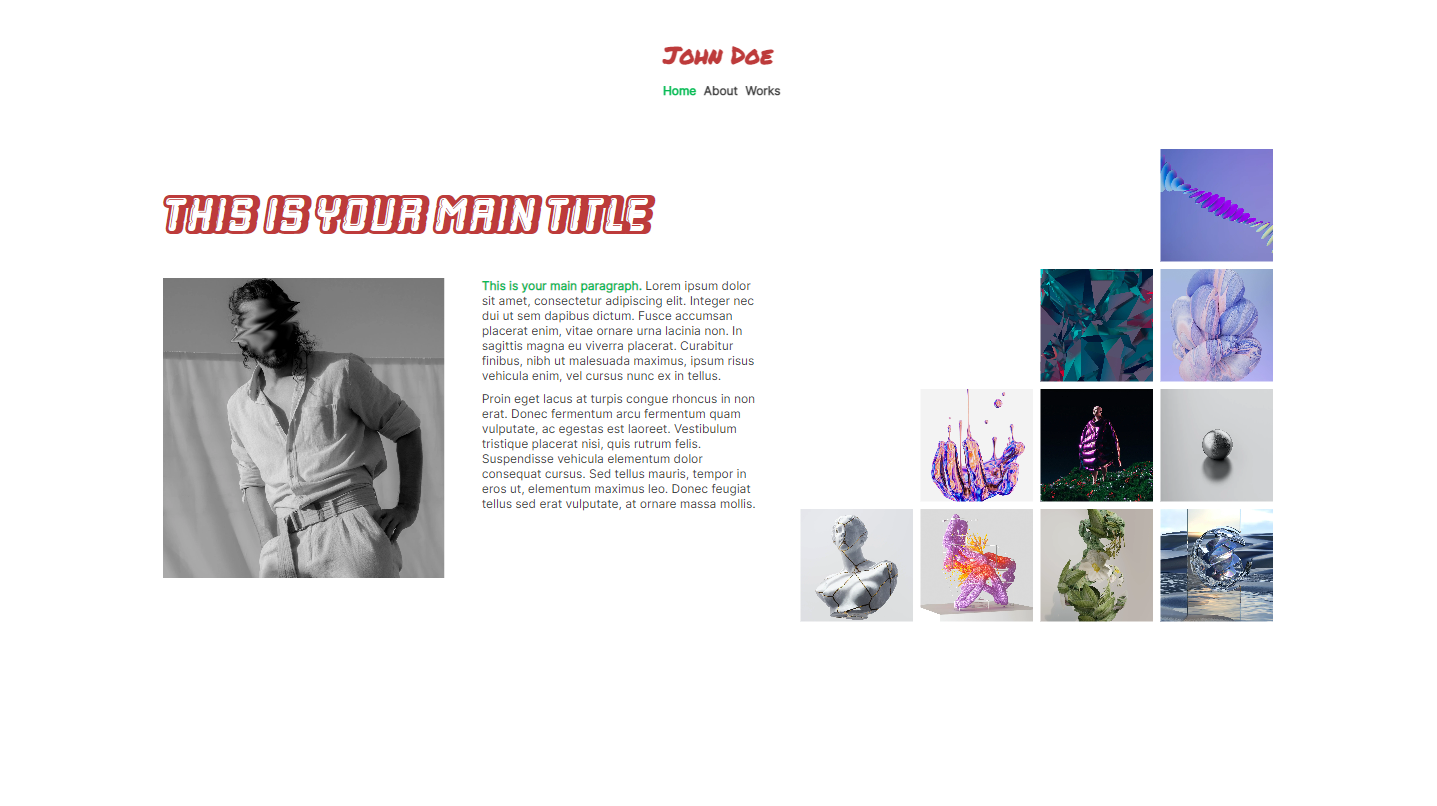 John Doe
Home About Works
THIS IS YOUR MAIN TITLE
This is your main paragraph. Lorem ipsum dolor
sit amet, consectetur adipiscing elit. Integer nec
dui ut sem dapibus dictum. Fusce accumsan
placerat enim, vitae ornare urna lacinia non. In
sagittis magna eu viverra placerat. Curabitur
finibus, nibh ut malesuada maximus, ipsum risus
vehicula enim, vel cursus nunc ex in tellus.
Proin eget lacus at turpis congue rhoncus in non
erat. Donec fermentum arcu fermentum quam
vulputate, ac egestas est laoreet. Vestibulum
tristique placerat nisi, quis rutrum felis.
Suspendisse vehicula elementum dolor
consequat cursus. Sed tellus mauris, tempor in
eros ut, elementum maximus leo. Donec feugiat
tellus sed erat vulputate, at ornare massa mollis.